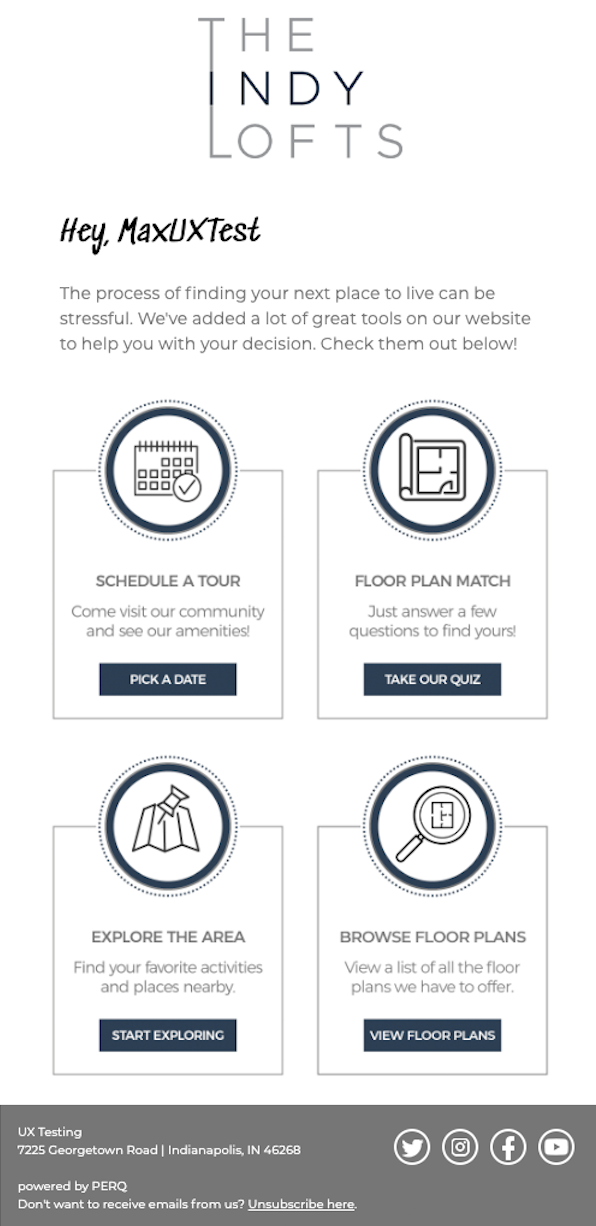 THE
INDY
LOFTS
Hey, MaxUXTest
The process of finding your next place to live can be
stressful. We've added a lot of great tools on our website
to help you with your decision. Check them out below!
SCHEDULE A TOUR
Come visit our community
and see our amenities!
PICK A DATE
FLOOR PLAN MATCH
Just answer a few
questions to find yours!
TAKE OUR QUIZ
EXPLORE THE AREA
Find your favorite activities
and places nearby.
START EXPLORING
BROWSE FLOOR PLANS
View a list of all the floor
plans we have to offer.
VIEW FLOOR PLANS
UX Testing
7225 Georgetown Road | Indianapolis, IN 46268
powered by PERQ
Don't want to receive emails from us? Unsubscribe here.